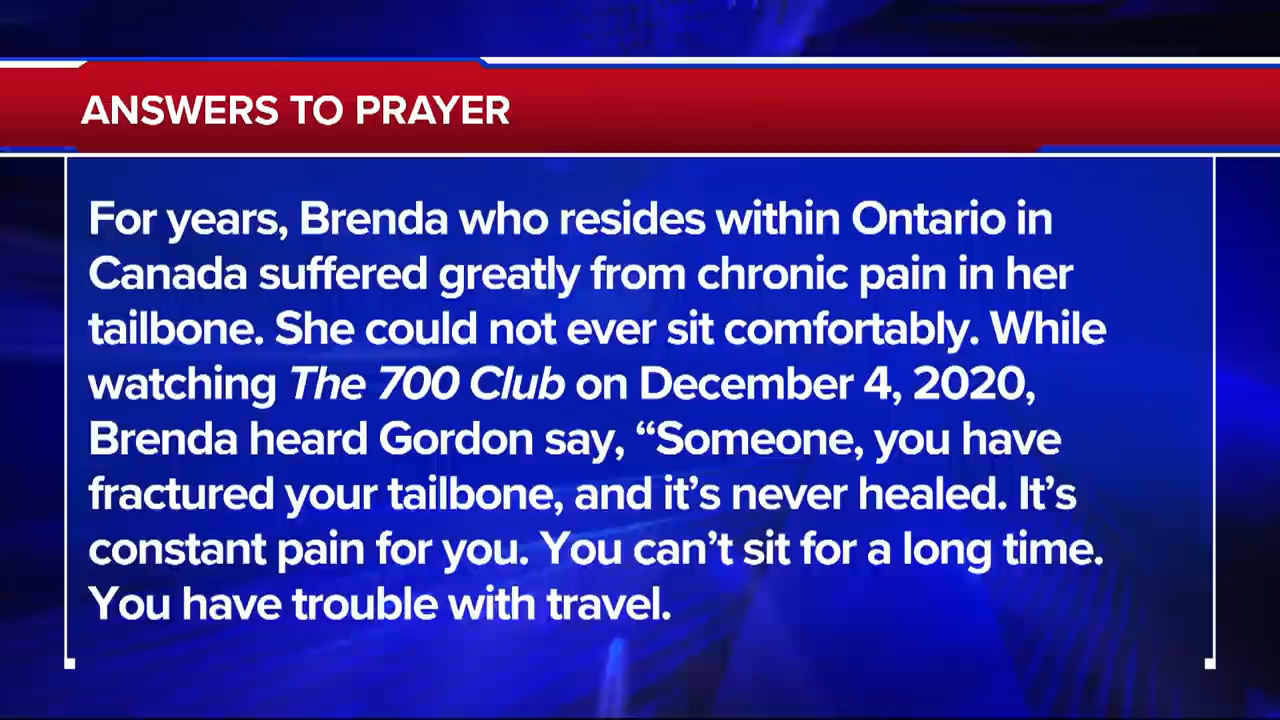 ANSWERS TO PRAYER
For years, Brenda who resides within Ontario in
Canada suffered greatly from chronic pain in her
tailbone. She could not ever sit comfortably. While
watching The 700 Club on December 4, 2020,
Brenda heard Gordon say, “Someone, you have
fractured your tailbone, and it’s never healed. It’s
constant pain for you. You can’t sit for a long time.
You have trouble with travel.